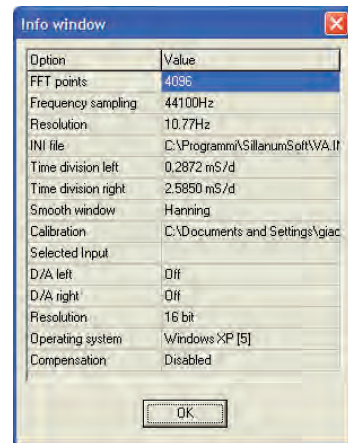 Info window
Option Value
FFT points 4096
Frequency sampling 44100Hz
Resolution 10.77Hz
INI file C:\Programmi\SillanumSoft\VA.IN
Time division left 0.2872 mS/d
Time division right 2.5850 mS/d
Smooth window Hanning
Calibration C:\Documents and Settings\giac
Selected Input
D/A left Off
D/A right Off
Resolution 16 bit
Operating system Windows XP [5]
Compensation Disabled
OK